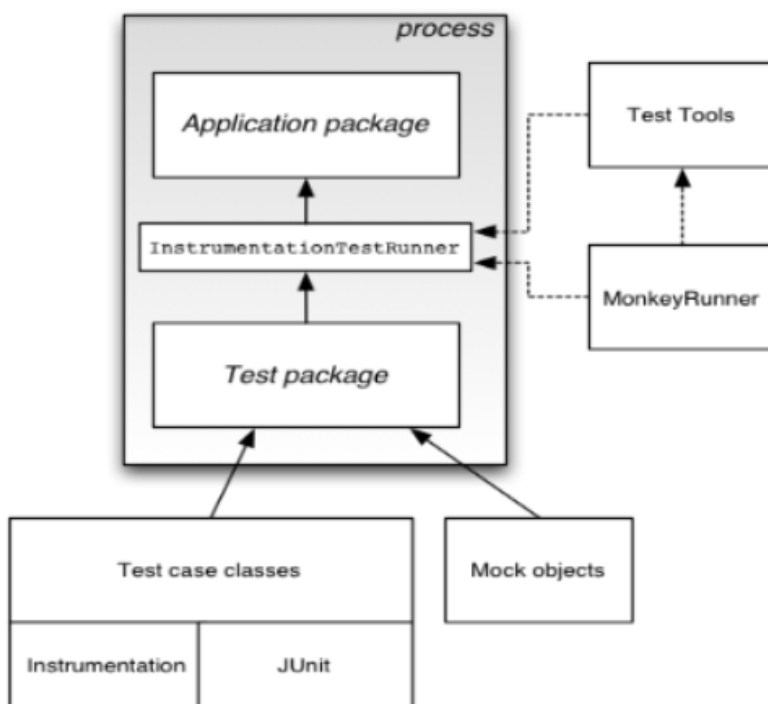 process
Application package
Test Tools
InstrumentationTestRunner
MonkeyRunner
Test package
Test case classes
Mock objects
Instrumentation
JUnit